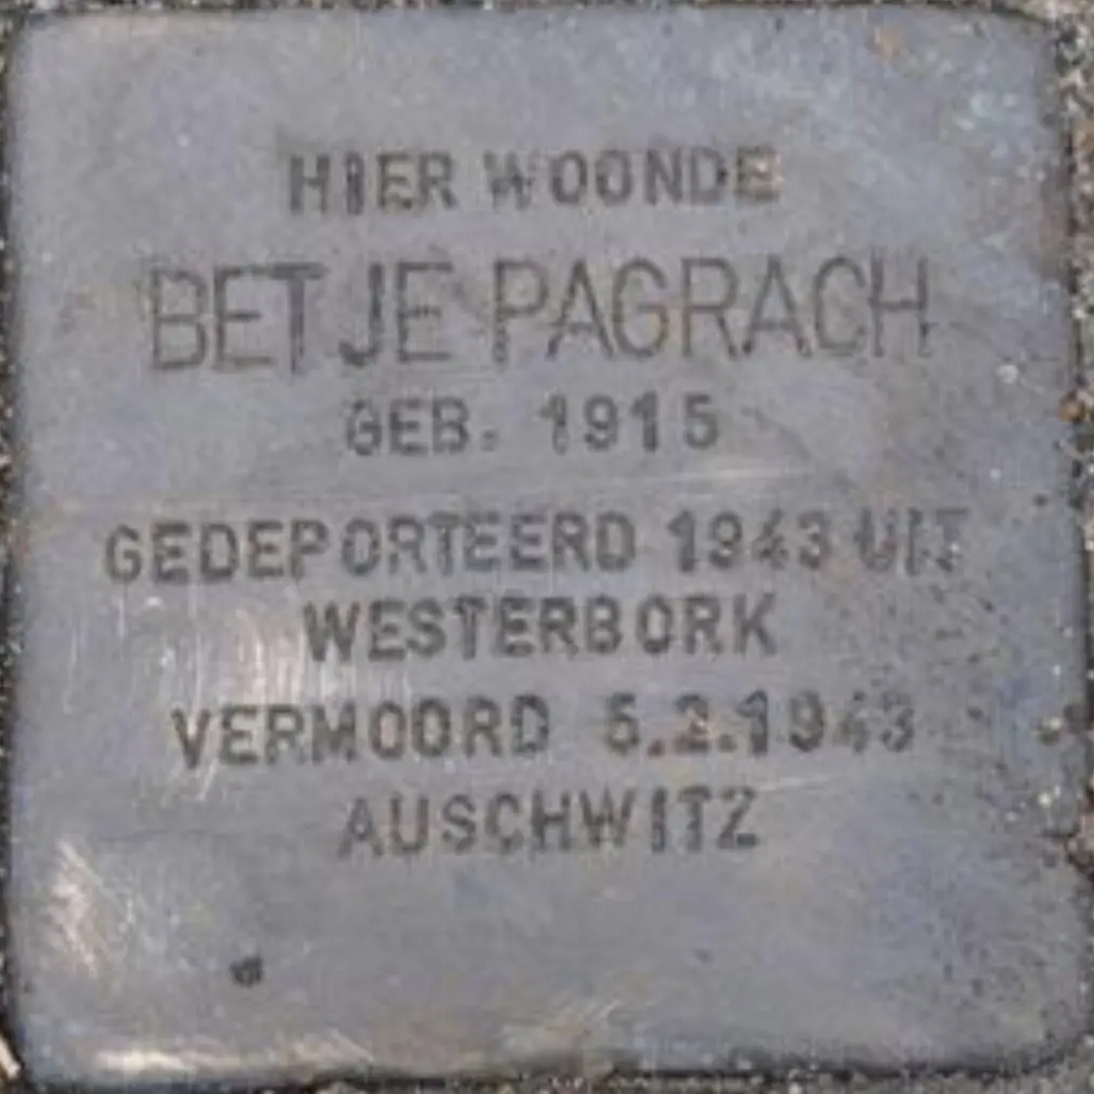 HIER WOONDE
BETJE PAGRACH
GEB. 1915
GEDEPORTEERD 1943 UIT
WESTERBORK
VERMOORD 5.2.1943
AUSCHWITZ